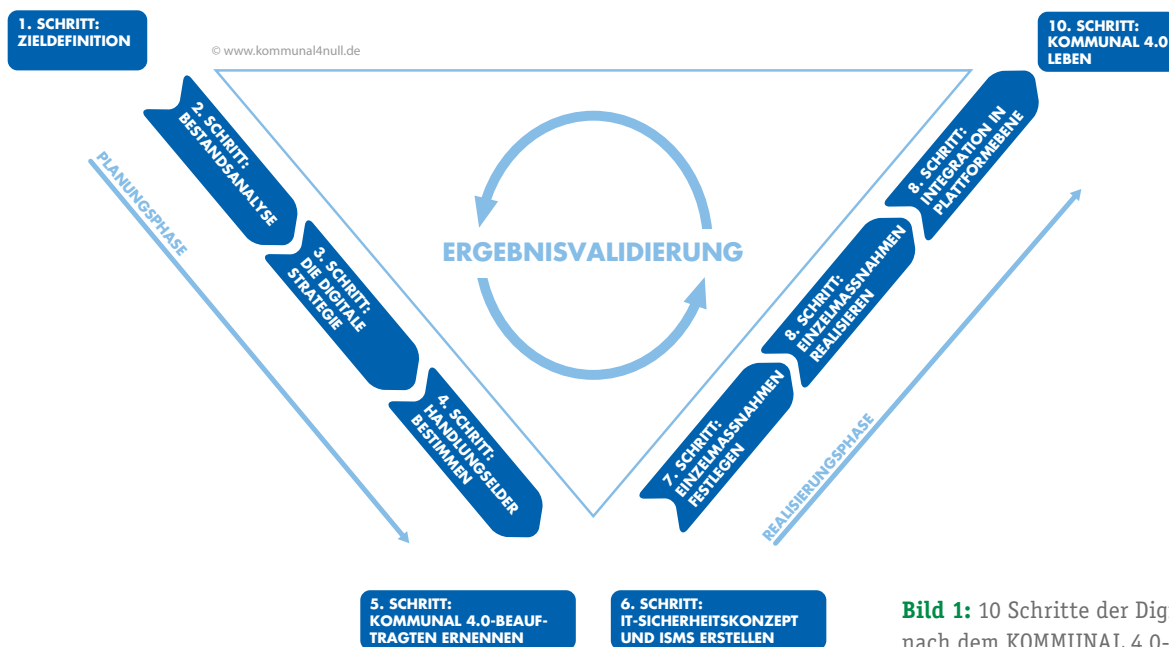 1. SCHRITT:
ZIELDEFINITION
© www.kommunal4null.de
10. SCHRITT:
KOMMUNAL 4.0
LEBEN
2. SCHRITT:
BESTANDSANALYSE
PLANUNGSPHASE
3. SCHRITT:
DIE DIGITALE
STRATEGIE
4. SCHRITT:
HANDLUNGSELDER
BESTIMMEN
ERGEBNISVALIDIERUNG
5. SCHRITT:
KOMMUNAL 4.0-BEAUF-
TRAGTEN ERNENNEN
6. SCHRITT:
IT-SICHERHEITSKONZEPT
UND ISMS ERSTELLEN
7. SCHRITT:
EINZELMASSNAHMEN
FESTLEGEN
8. SCHRITT:
EINZELMASSNAHMEN
REALISIEREN
8. SCHRITT:
INTEGRATION IN
PLATTFORMEBENE
REALISIERUNGSPHASE
Bild 1: 10 Schritte der Dig
nach dem KOMMUNAL 4.0-